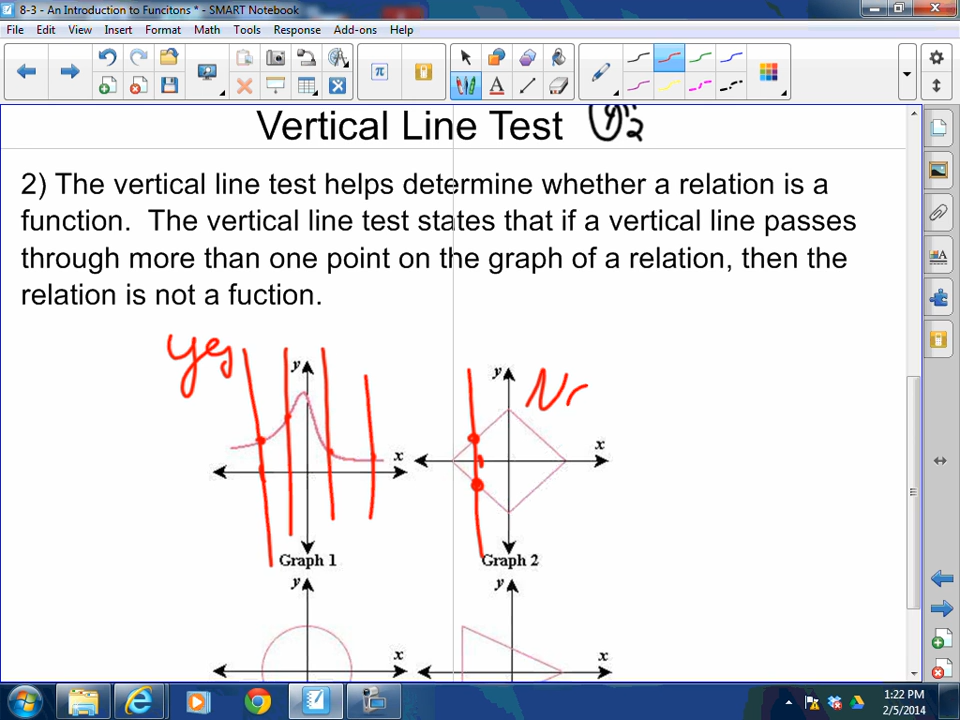 8-3 - An Introduction to Funcitons * - SMART Notebook
File Edit View Insert Format Math Tools Response Add-ons Help
Vertical Line Test
2) The vertical line test helps determine whether a relation is a
function. The vertical line test states that if a vertical line passes
through more than one point on the graph of a relation, then the
relation is not a fuction.
yes
y
x
Graph 1
y
x
Graph 2
y
x
y
x
1:22 PM
2/5/2014